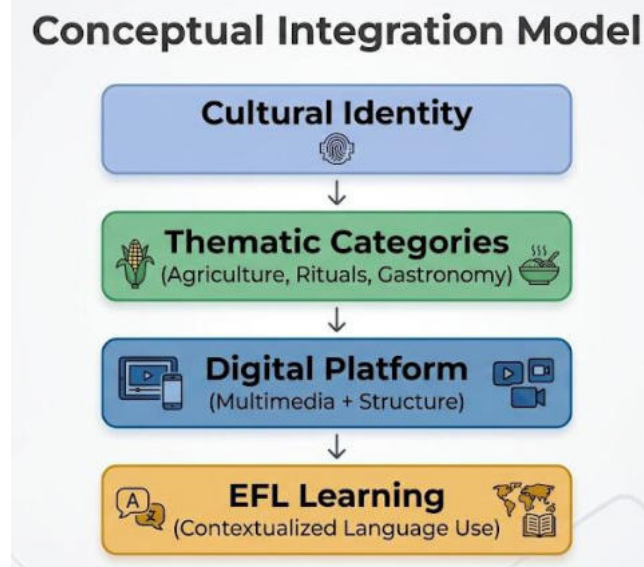 Conceptual Integration Model
Cultural Identity
Thematic Categories
(Agriculture, Rituals, Gastronomy)
Digital Platform
(Multimedia + Structure)
EFL Learning
(Contextualized Language Use)
A